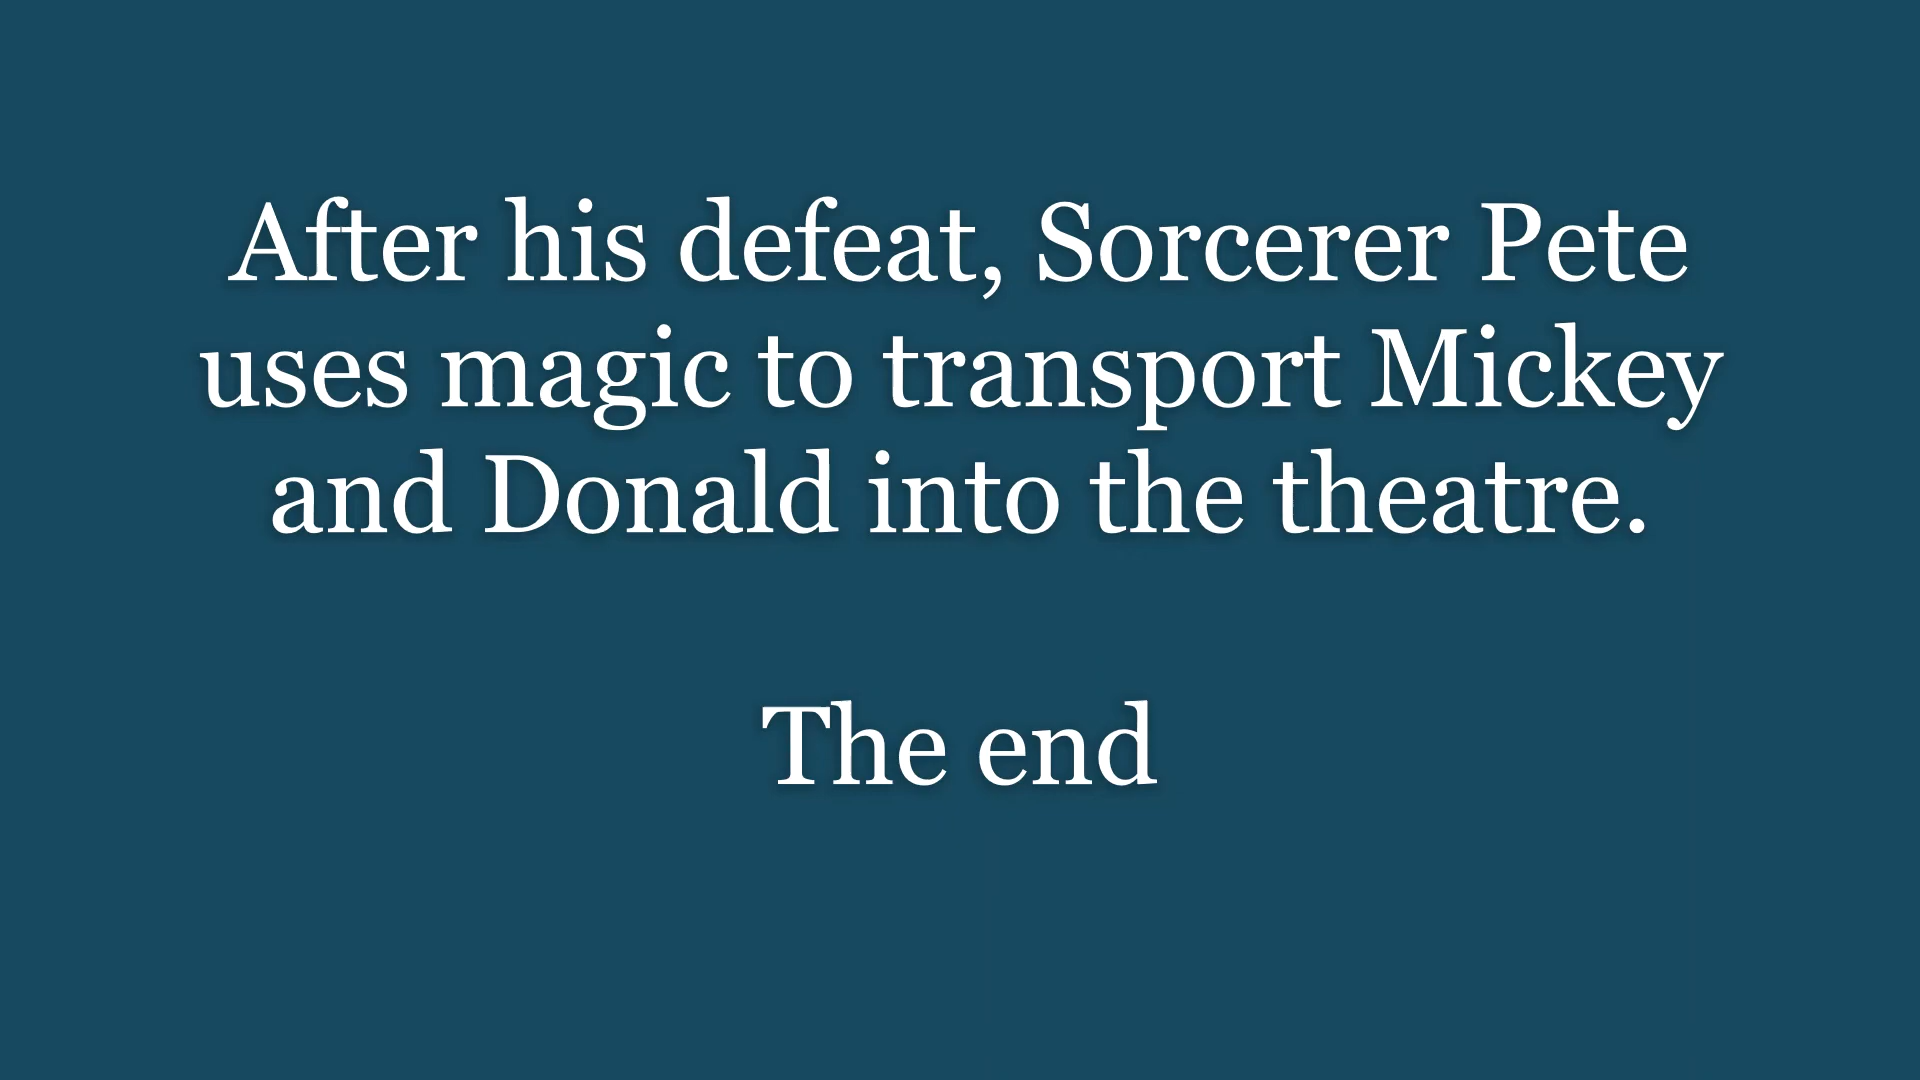 After his defeat, Sorcerer Pete
uses magic to transport Mickey
and Donald into the theatre.
The end